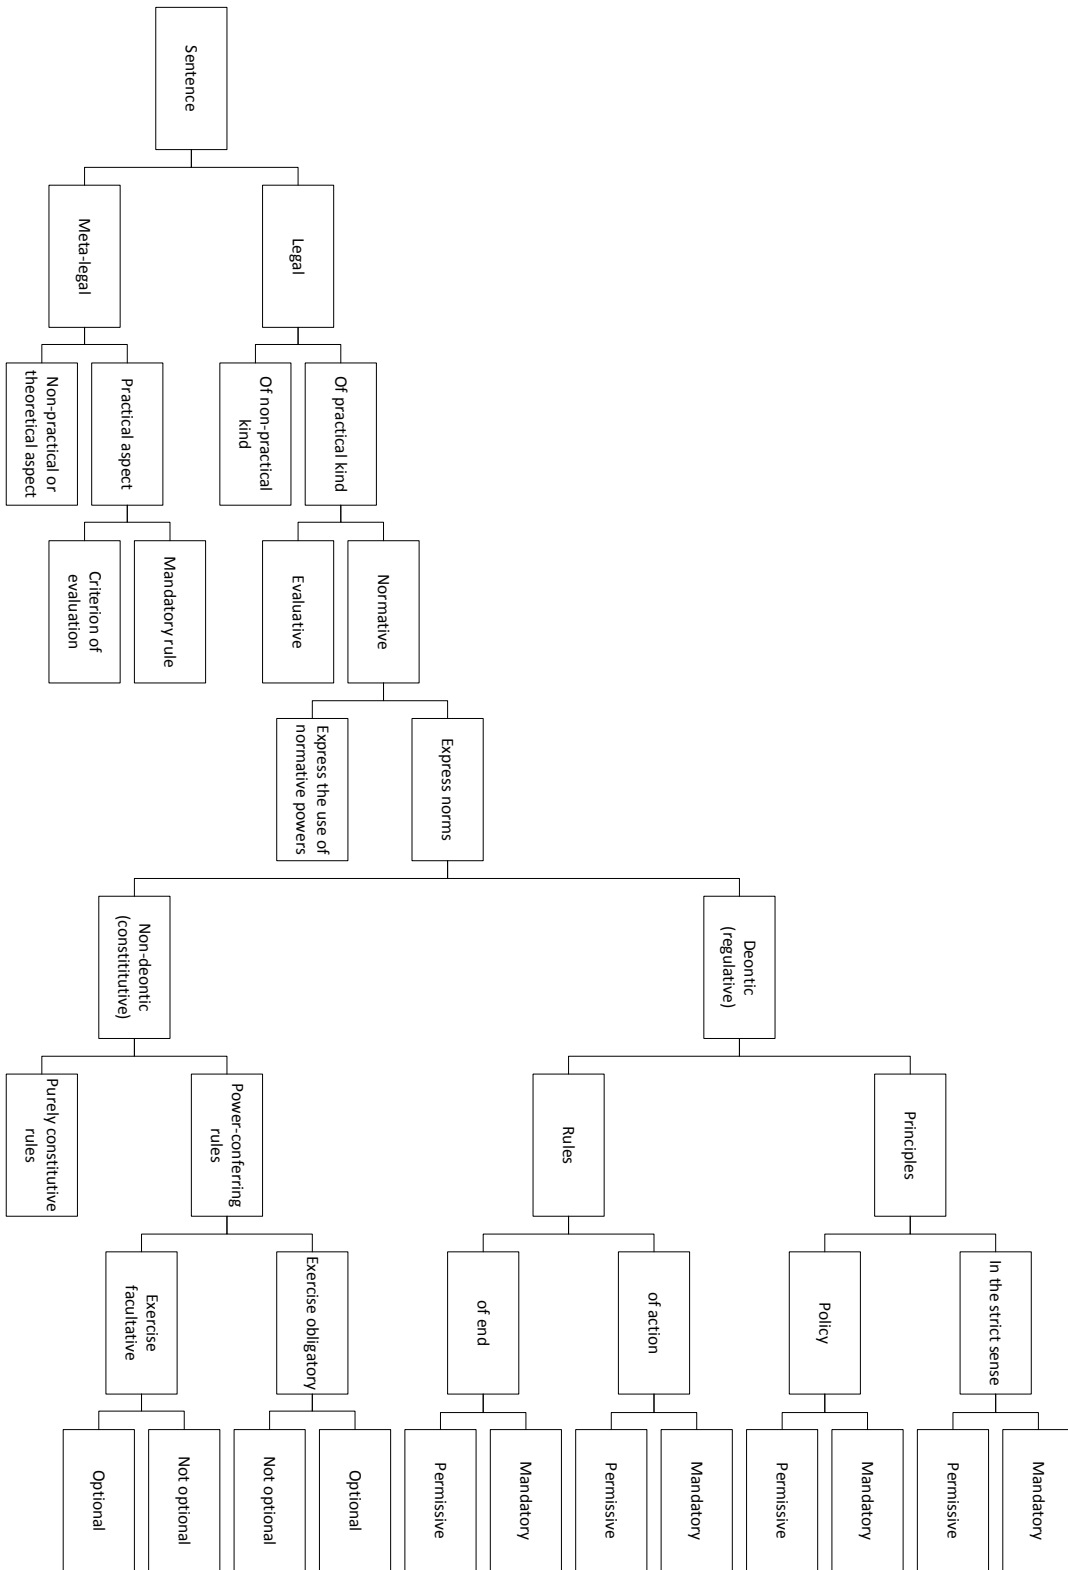 Sentence
Legal
Meta-legal
Of practical kind
Of non-practical
kind
Practical aspect
Non-practical or
theoretical aspect
Normative
Evaluative
Mandatory rule
Criterion of
evaluation
Express norms
Express the use of
normative powers
Deontic
(regulative)
Non-deontic
(constititutive)
Principles
Rules
Power-conferring
rules
Purely constitutive
rules
In the strict sense
Policy
of action
of end
Exercise obligatory
Exercise
facultative
Mandatory
Permissive
Mandatory
Permissive
Mandatory
Permissive
Mandatory
Permissive
Optional
Not optional
Not optional
Optional